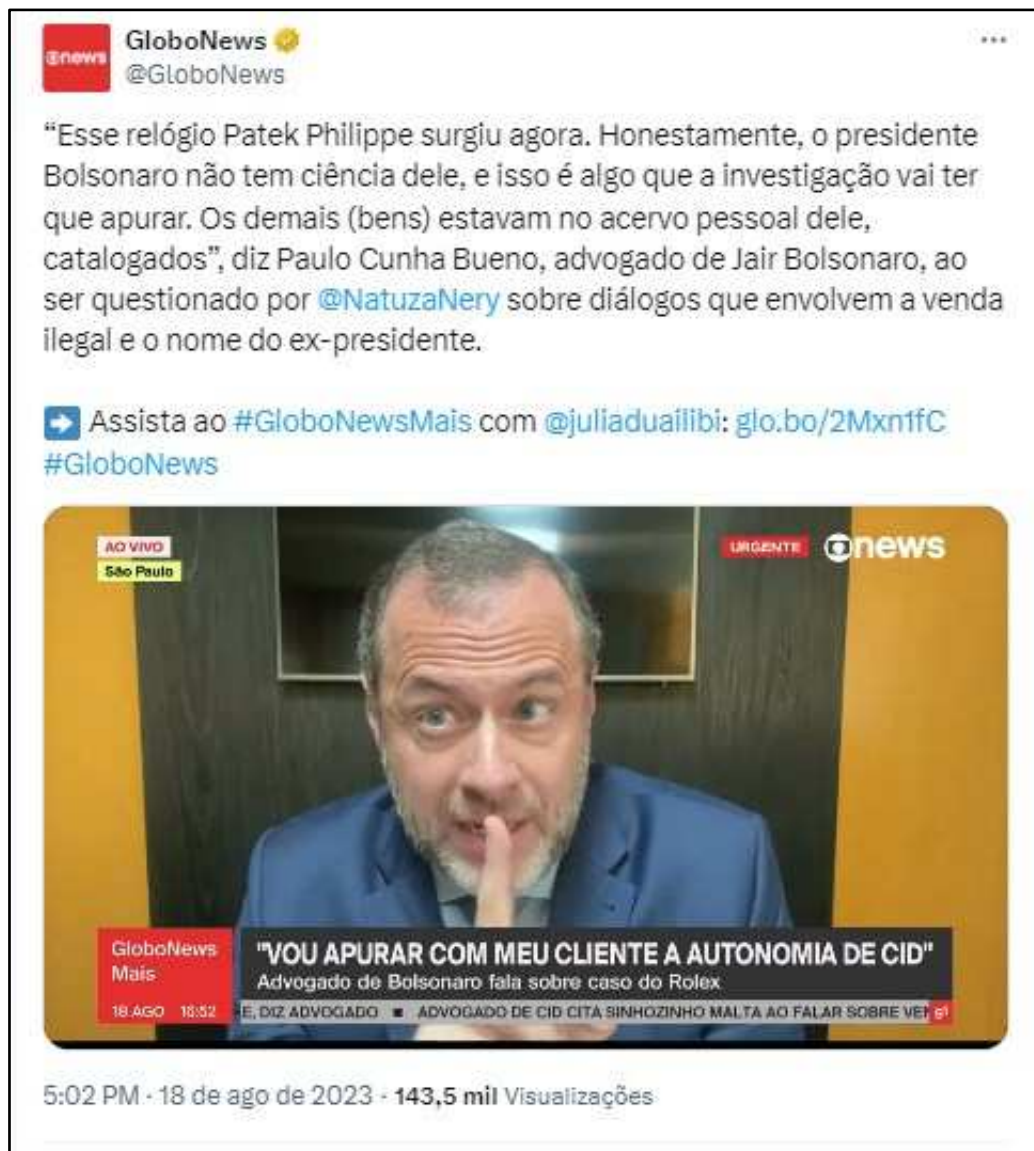 GloboNews
news
@GloboNews
“Esse relógio Patek Philippe surgiu agora. Honestamente, o presidente
Bolsonaro não tem ciência dele, e isso é algo que a investigação vai ter
que apurar. Os demais (bens) estavam no acervo pessoal dele,
catalogados”, diz Paulo Cunha Bueno, advogado de Jair Bolsonaro, ao
ser questionado por @NatuzaNery sobre diálogos que envolvem a venda
ilegal e o nome do ex-presidente.
Assista ao #GloboNewsMais com @juliaduailibi: glo.bo/2Mxn1fC
#GloboNews
AO VIVO
São Paulo
URGENTE
news
GloboNews
Mais
"VOU APURAR COM MEU CLIENTE A AUTONOMIA DE CID"
Advogado de Bolsonaro fala sobre caso do Rolex
18 AGO 16:52
E, DIZ ADVOGADO ■ ADVOGADO DE CID CITA SINHOZINHO MALTA AO FALAR SOBRE VEN
g1
5:02 PM · 18 de ago de 2023 · 143,5 mil Visualizações